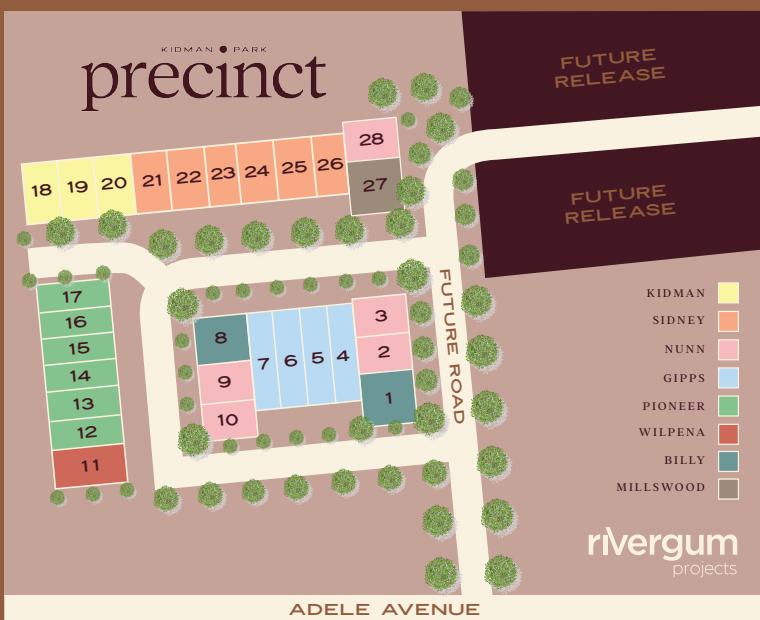 KIDMAN • PARK
precinct
FUTURE
RELEASE
FUTURE
RELEASE
28
27
18 19 20 21 22 23 24 25 26
17
16
15
14
13
12
11
8
9
10
7 6 5 4
3
2
1
FUTURE ROAD
KIDMAN
SIDNEY
NUNN
GIPPS
PIONEER
WILPENA
BILLY
MILLSWOOD
rivergum
projects
ADELE AVENUE